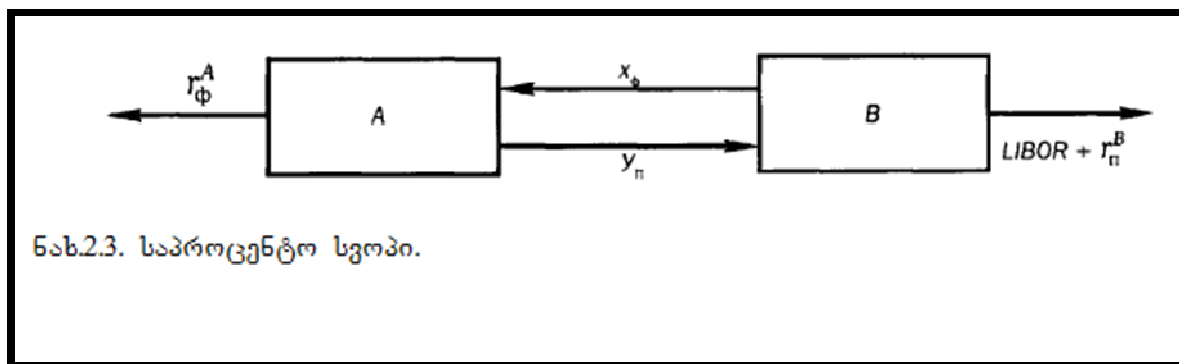 r_ф^A
A
x_ф
y_п
B
LIBOR + r_п^B
ნახ.2.3. საპროცენტო სვოპი.